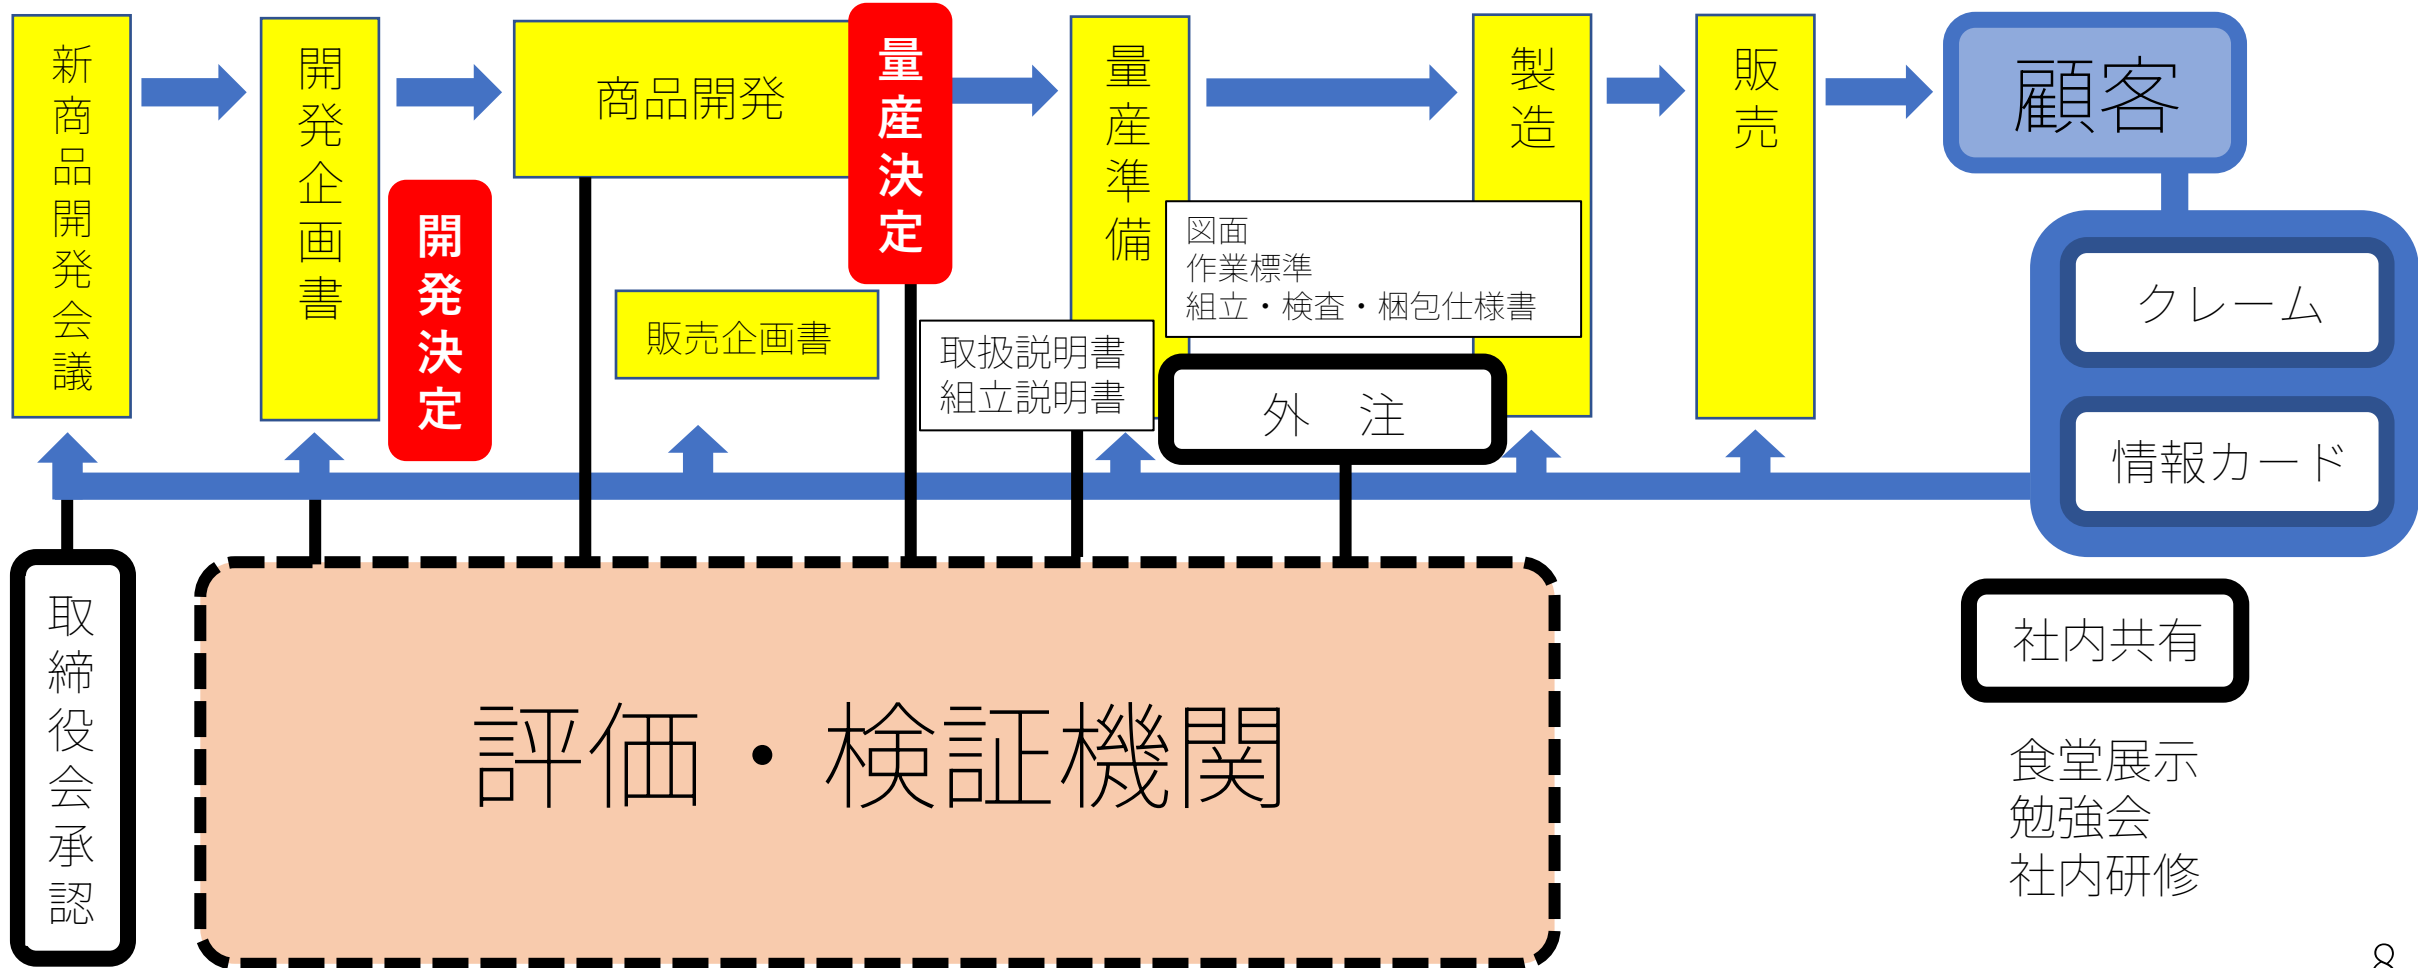 新商品開発会議
開発企画書
開発決定
商品開発
量産決定
販売企画書
量産準備
取扱説明書
組立説明書
図面
作業標準
組立・検査・梱包仕様書
外 注
製造
販売
顧客
クレーム
情報カード
取締役会承認
評価・検証機関
社内共有
食堂展示
勉強会
社内研修
8